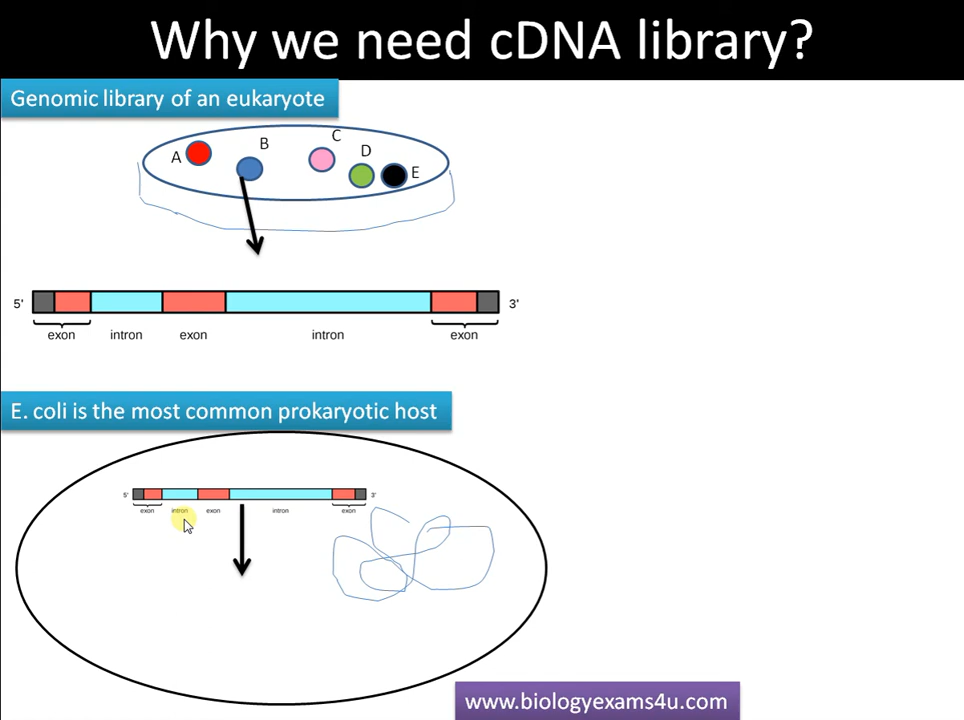 Why we need cDNA library?
Genomic library of an eukaryote
A
B
C
D
E
5' 3'
exon intron exon intron exon
E. coli is the most common prokaryotic host
5' 3'
exon intron exon intron exon
www.biologyexams4u.com